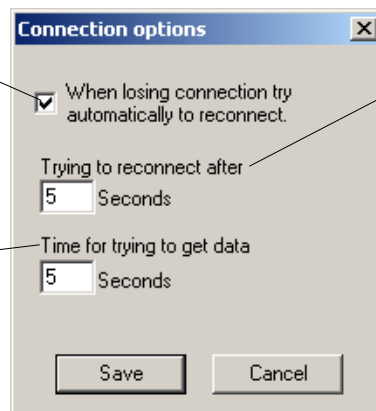 Connection options
When losing connection try
automatically to reconnect.
Trying to reconnect after
5 Seconds
Time for trying to get data
5 Seconds
Save Cancel